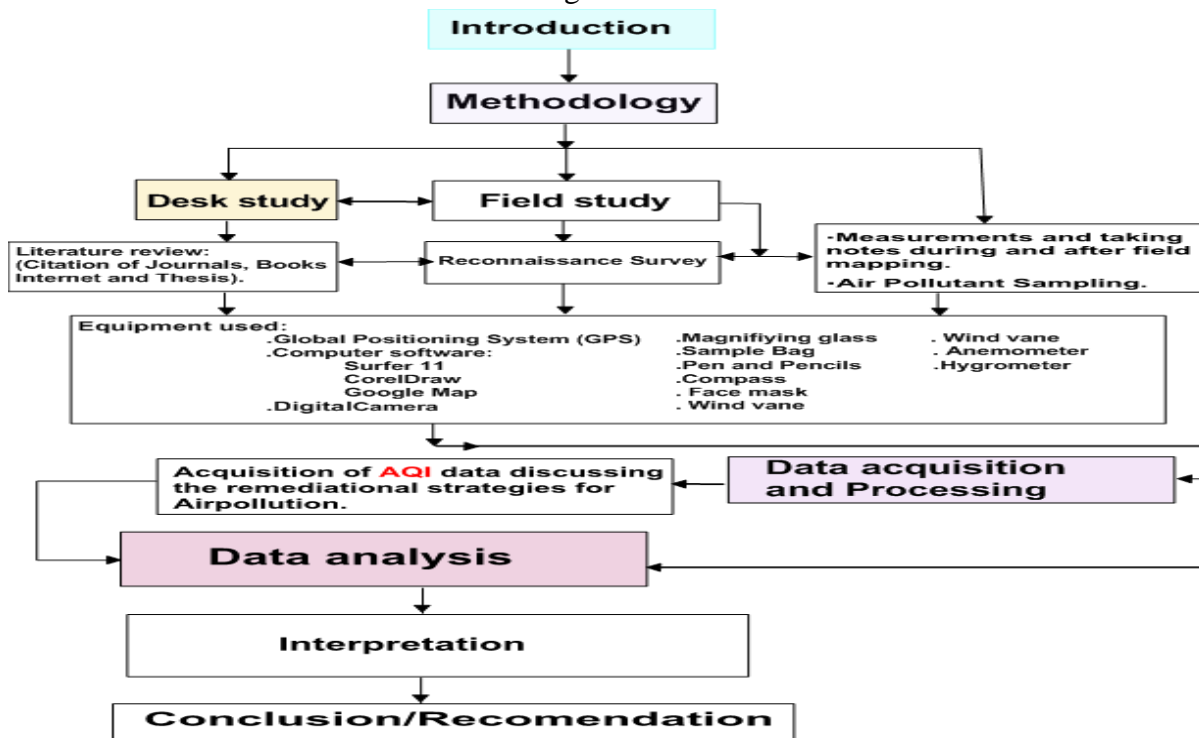 Introduction
Methodology
Desk study
Field study
Literature review:
(Citation of Journals, Books
Internet and Thesis).
Reconnaissance Survey
-Measurements and taking
notes during and after field
mapping.
-Air Pollutant Sampling.
Equipment used:
.Global Positioning System (GPS)
.Computer software:
Surfer 11
CorelDraw
Google Map
.DigitalCamera
.Magnifiying glass
.Sample Bag
.Pen and Pencils
.Compass
. Face mask
. Wind vane
. Wind vane
. Anemometer
.Hygrometer
Data acquisition
and Processing
Acquisition of AQI data discussing
the remediational strategies for
Airpollution.
Data analysis
Interpretation
Conclusion/Recomendation